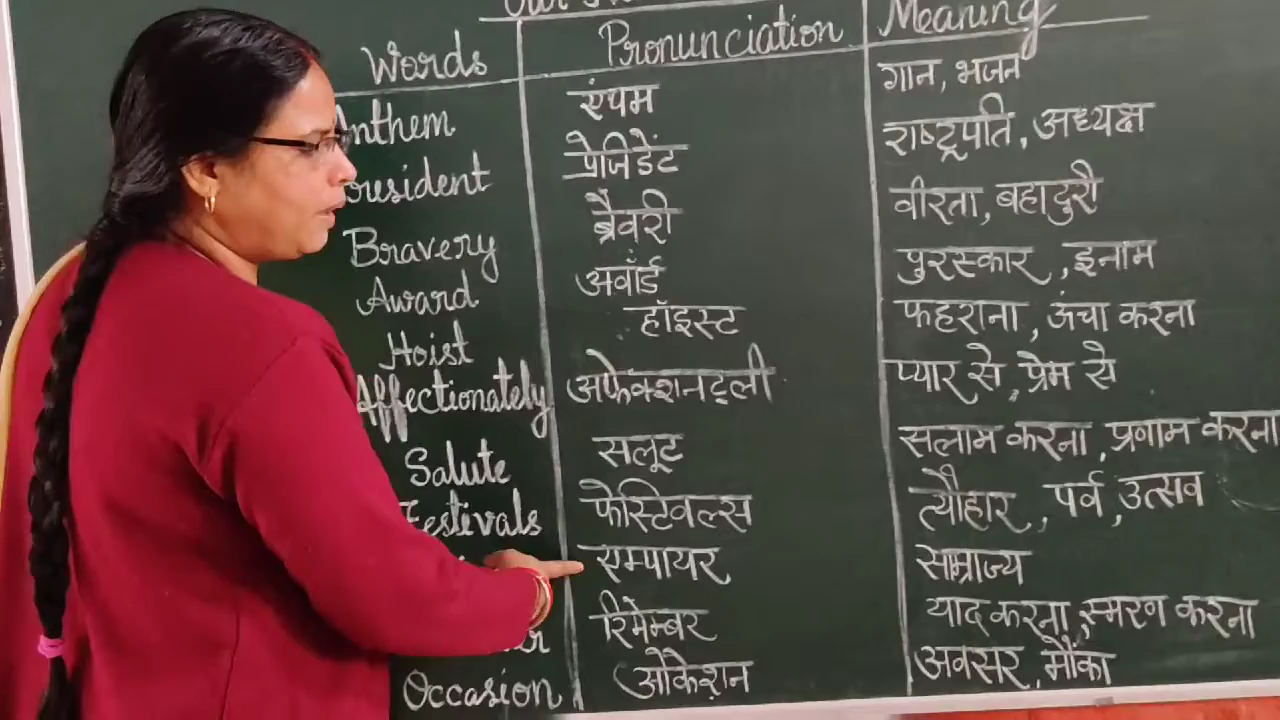 Our
Words Pronunciation Meaning
Anthem एंथम गान, भजन
President प्रेजिडेंट राष्ट्रपति, अध्यक्ष
Bravery ब्रैवरी वीरता, बहादुरी
Award अवॉर्ड पुरस्कार, इनाम
Hoist हॉइस्ट फहराना, ऊंचा करना
Affectionately अफेक्शनट्ली प्यार से, प्रेम से
Salute सलूट सलाम करना, प्रणाम करना
Festivals फेस्टिवल्स त्यौहार, पर्व, उत्सव
एम्पायर साम्राज्य
रिमेम्बर याद करना, स्मरण करना
Occasion ओकेशन अवसर, मौका